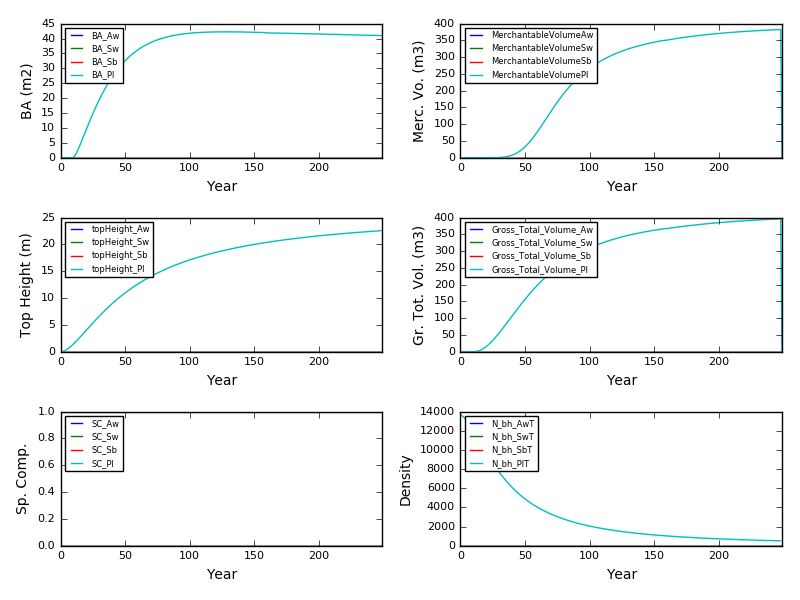 BA (m2)
45
40
35
30
25
20
15
10
5
0
BA_Aw
BA_Sw
BA_Sb
BA_Pl
0 50 100 150 200
Year
Merc. Vo. (m3)
400
350
300
250
200
150
100
50
0
MerchantableVolumeAw
MerchantableVolumeSw
MerchantableVolumeSb
MerchantableVolumePl
0 50 100 150 200
Year
Top Height (m)
25
20
15
10
5
0
topHeight_Aw
topHeight_Sw
topHeight_Sb
topHeight_Pl
0 50 100 150 200
Year
Gr. Tot. Vol. (m3)
400
350
300
250
200
150
100
50
0
Gross_Total_Volume_Aw
Gross_Total_Volume_Sw
Gross_Total_Volume_Sb
Gross_Total_Volume_Pl
0 50 100 150 200
Year
Sp. Comp.
1.0
0.8
0.6
0.4
0.2
0.0
SC_Aw
SC_Sw
SC_Sb
SC_Pl
0 50 100 150 200
Year
Density
14000
12000
10000
8000
6000
4000
2000
0
N_bh_AwT
N_bh_SwT
N_bh_SbT
N_bh_PlT
0 50 100 150 200
Year